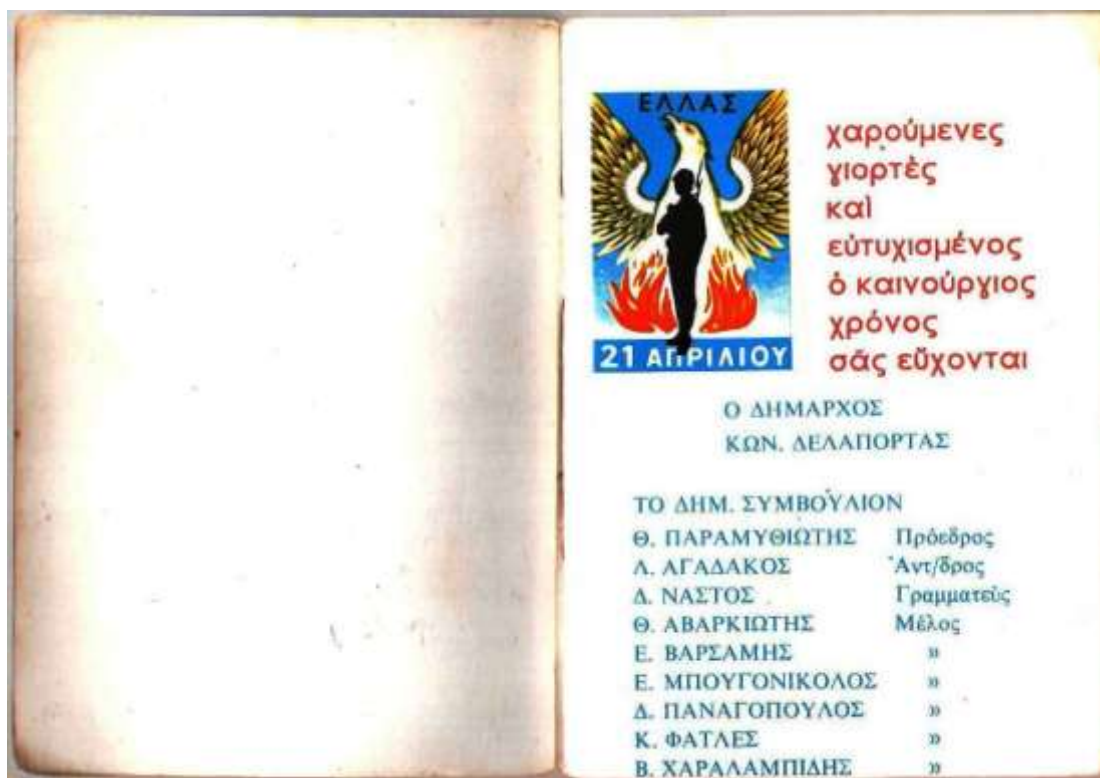 ΕΛΛΑΣ
21 ΑΠΡΙΛΙΟΥ
χαρούμενες
γιορτὲς
καὶ
εὐτυχισμένος
ὁ καινούργιος
χρόνος
σᾶς εὔχονται
Ο ΔΗΜΑΡΧΟΣ
ΚΩΝ. ΔΕΛΑΠΟΡΤΑΣ
ΤΟ ΔΗΜ. ΣΥΜΒΟΥΛΙΟΝ
Θ. ΠΑΡΑΜΥΘΙΩΤΗΣ Πρόεδρος
Λ. ΑΓΑΔΑΚΟΣ Ἀντ/δρος
Δ. ΝΑΣΤΟΣ Γραμματεὺς
Θ. ΑΒΑΡΚΙΩΤΗΣ Μέλος
Ε. ΒΑΡΣΑΜΗΣ »
Ε. ΜΠΟΥΓΟΝΙΚΟΛΟΣ »
Δ. ΠΑΝΑΓΟΠΟΥΛΟΣ »
Κ. ΦΑΤΛΕΣ »
Β. ΧΑΡΑΛΑΜΠΙΔΗΣ »